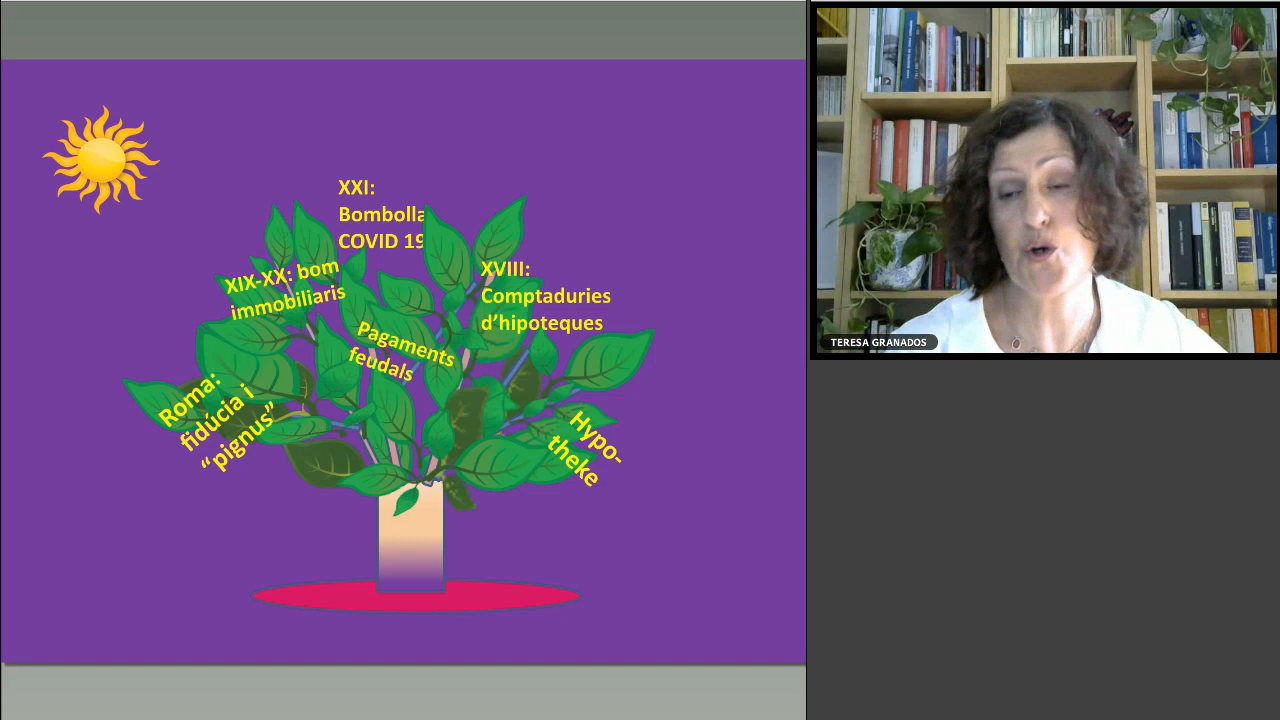 XXI:
Bombolla
COVID 19
XIX-XX: bom
immobiliaris
XVIII:
Comptaduries
d’hipoteques
Pagaments
feudals
Roma:
fidúcia i
“pignus”
Hypo-
theke
TERESA GRANADOS